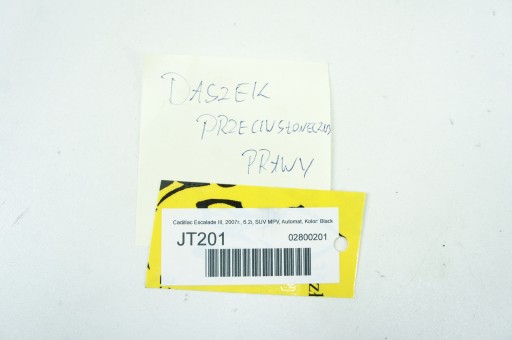 DASZEK
PRZECIWSŁONECZNY
PRAWY
Cadillac Escalade III, 2007r., 6.2i, SUV MPV, Automat, Kolor: Black
JT201
02800201